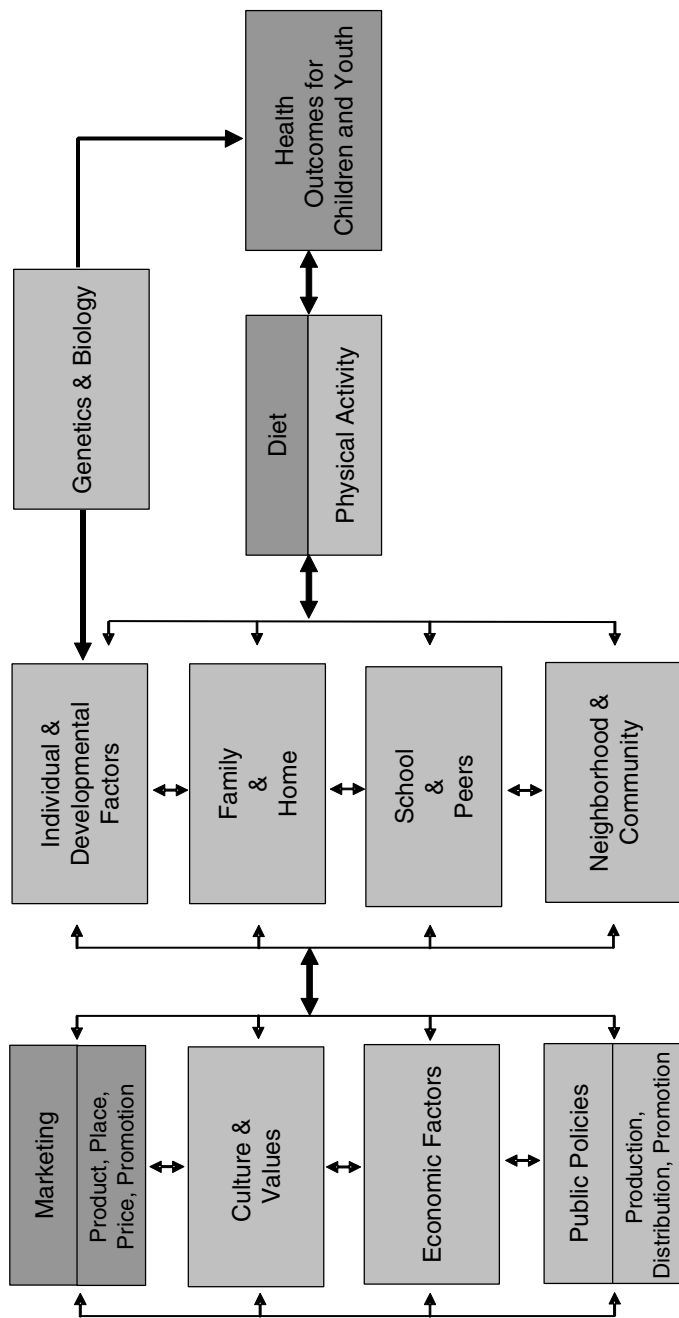 Marketing
Product, Place,
Price, Promotion
Culture &
Values
Economic Factors
Public Policies
Production,
Distribution, Promotion
Individual &
Developmental
Factors
Family
&
Home
School
&
Peers
Neighborhood &
Community
Genetics & Biology
Diet
Physical Activity
Health
Outcomes for
Children and Youth